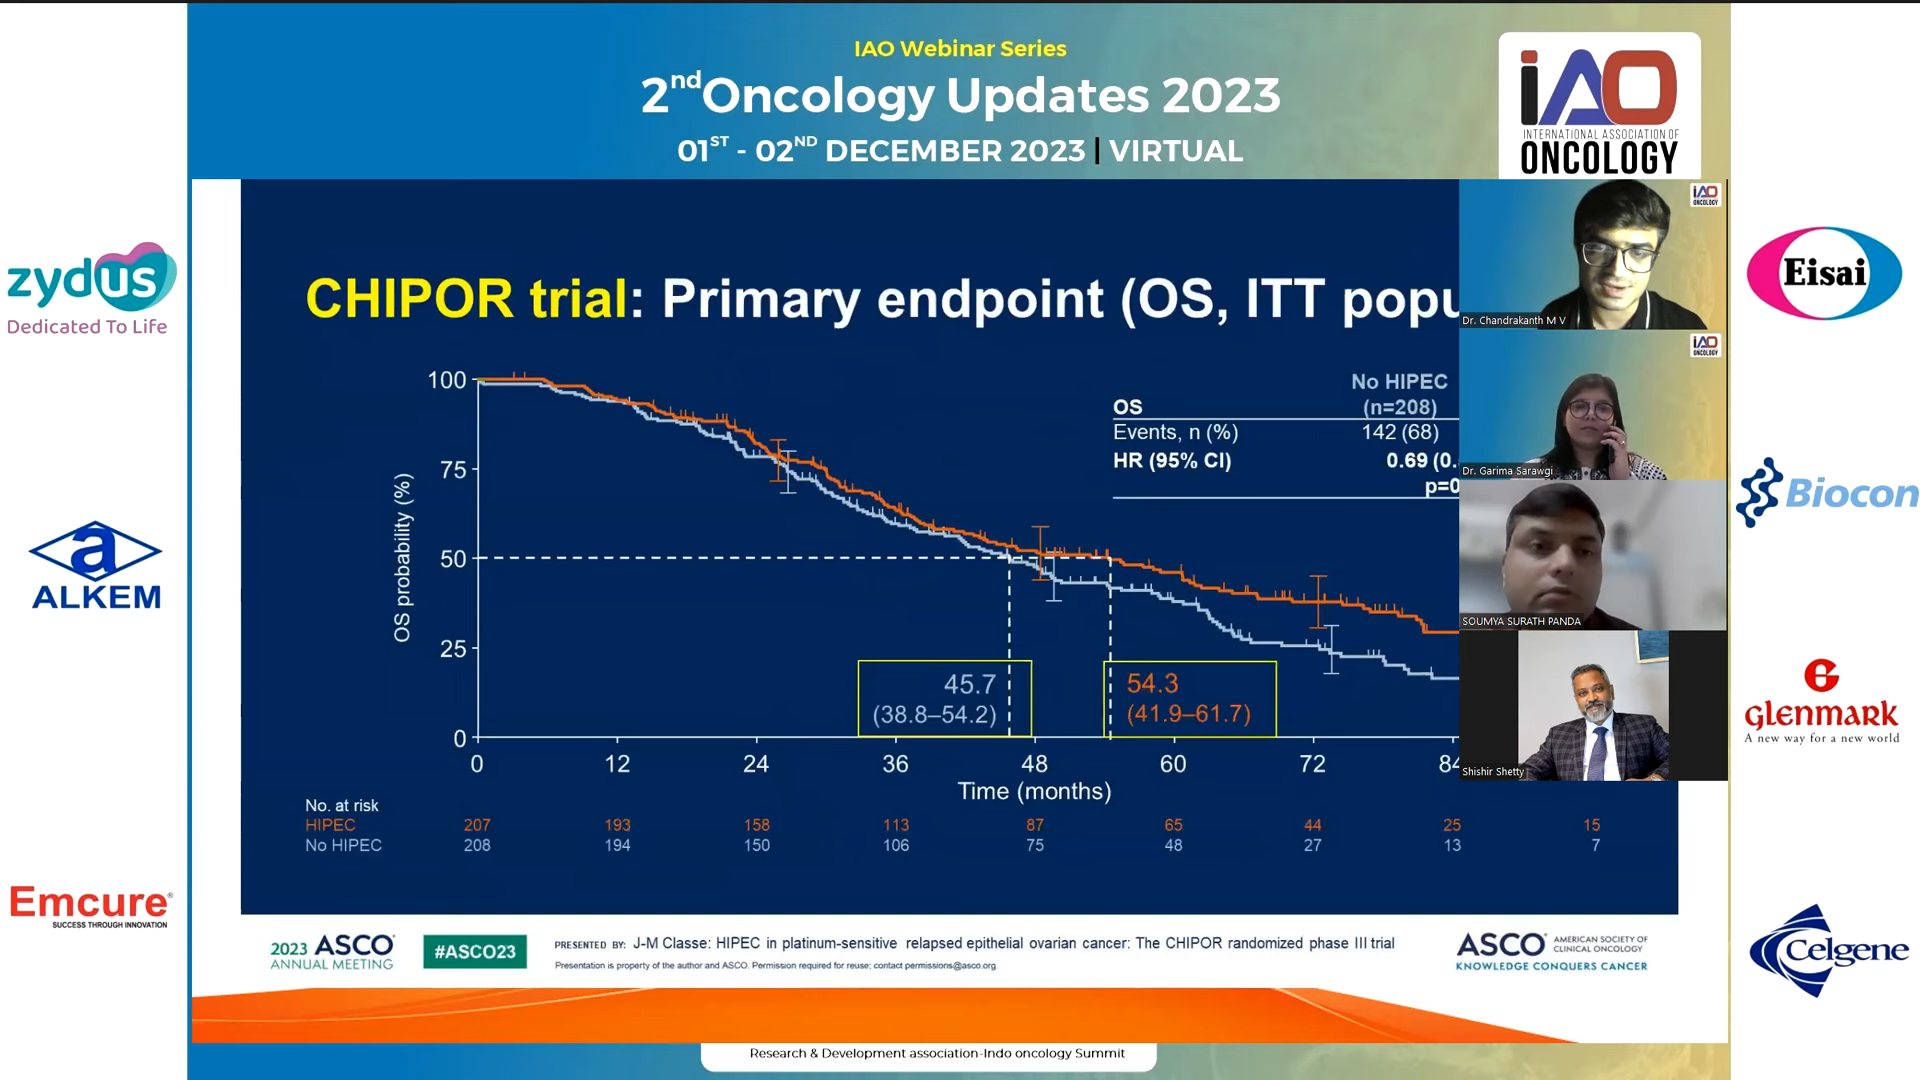 IAO Webinar Series
2nd Oncology Updates 2023
01ST - 02ND DECEMBER 2023 | VIRTUAL
iAO
INTERNATIONAL ASSOCIATION OF
ONCOLOGY
zydus
Dedicated To Life
ALKEM
Emcure®
SUCCESS THROUGH INNOVATION
Eisai
Biocon
GLENMARK
A new way for a new world
Celgene
CHIPOR trial: Primary endpoint (OS, ITT popu
No HIPEC
OS (n=208)
Events, n (%) 142 (68)
HR (95% CI) 0.69 (0.
p=0
OS probability (%)
100
75
50
25
0
45.7
(38.8–54.2)
54.3
(41.9–61.7)
0 12 24 36 48 60 72 84
Time (months)
No. at risk
HIPEC 207 193 158 113 87 65 44 25 15
No HIPEC 208 194 150 106 75 48 27 13 7
iAO
ONCOLOGY
Dr. Chandrakanth M V
iAO
ONCOLOGY
Dr. Garima Sarawgi
SOUMYA SURATH PANDA
Shishir Shetty
2023 ASCO®
ANNUAL MEETING
#ASCO23
PRESENTED BY: J-M Classe: HIPEC in platinum-sensitive relapsed epithelial ovarian cancer: The CHIPOR randomized phase III trial
Presentation is property of the author and ASCO. Permission required for reuse; contact permissions@asco.org.
ASCO® AMERICAN SOCIETY OF
CLINICAL ONCOLOGY
KNOWLEDGE CONQUERS CANCER
Research & Development association-Indo oncology Summit